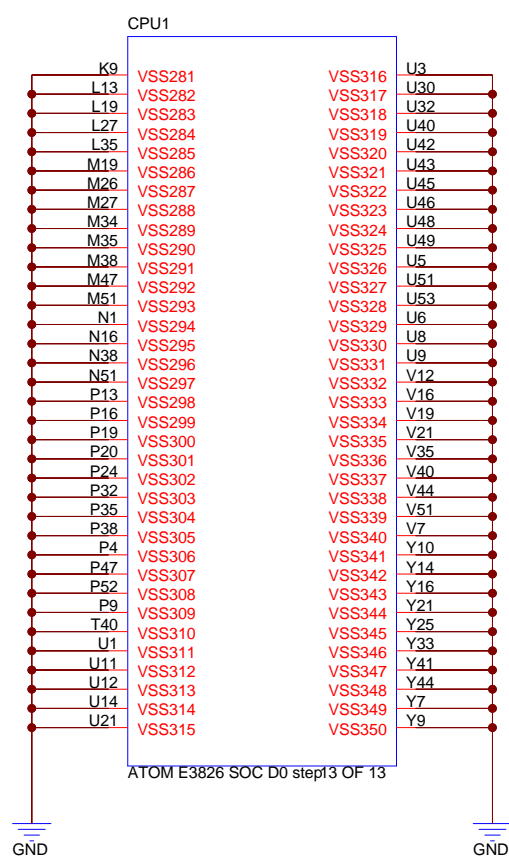 CPU1
K9 VSS281 VSS316 U3
L13 VSS282 VSS317 U30
L19 VSS283 VSS318 U32
L27 VSS284 VSS319 U40
L35 VSS285 VSS320 U42
M19 VSS286 VSS321 U43
M26 VSS287 VSS322 U45
M27 VSS288 VSS323 U46
M34 VSS289 VSS324 U48
M35 VSS290 VSS325 U49
M38 VSS291 VSS326 U5
M47 VSS292 VSS327 U51
M51 VSS293 VSS328 U53
N1 VSS294 VSS329 U6
N16 VSS295 VSS330 U8
N38 VSS296 VSS331 U9
N51 VSS297 VSS332 V12
P13 VSS298 VSS333 V16
P16 VSS299 VSS334 V19
P19 VSS300 VSS335 V21
P20 VSS301 VSS336 V35
P24 VSS302 VSS337 V40
P32 VSS303 VSS338 V44
P35 VSS304 VSS339 V51
P38 VSS305 VSS340 V7
P4 VSS306 VSS341 Y10
P47 VSS307 VSS342 Y14
P52 VSS308 VSS343 Y16
P9 VSS309 VSS344 Y21
T40 VSS310 VSS345 Y25
U1 VSS311 VSS346 Y33
U11 VSS312 VSS347 Y41
U12 VSS313 VSS348 Y44
U14 VSS314 VSS349 Y7
U21 VSS315 VSS350 Y9
ATOM E3826 SOC D0 step13 OF 13
GND GND